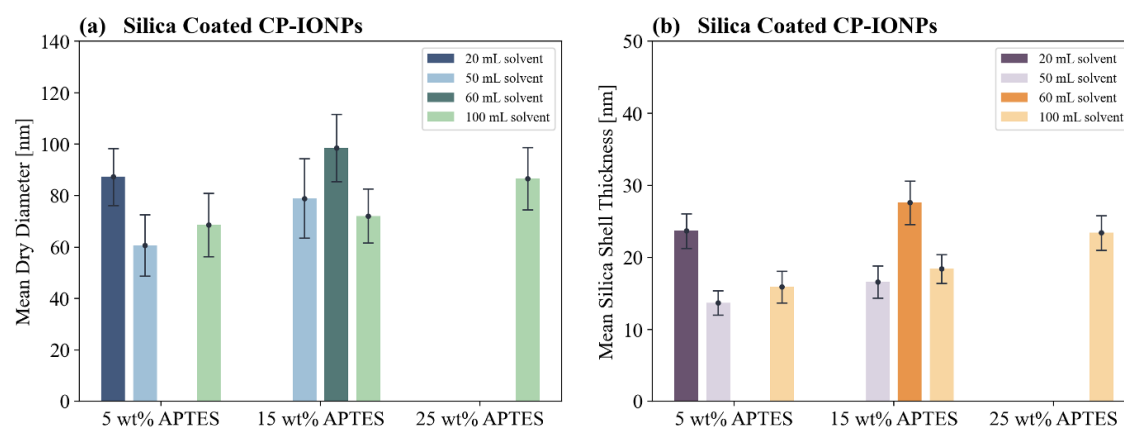 (a) Silica Coated CP-IONPs
140
120
100
80
60
40
20
0
Mean Dry Diameter [nm]
20 mL solvent
50 mL solvent
60 mL solvent
100 mL solvent
5 wt% APTES
15 wt% APTES
25 wt% APTES
(b) Silica Coated CP-IONPs
50
40
30
20
10
0
Mean Silica Shell Thickness [nm]
20 mL solvent
50 mL solvent
60 mL solvent
100 mL solvent
5 wt% APTES
15 wt% APTES
25 wt% APTES